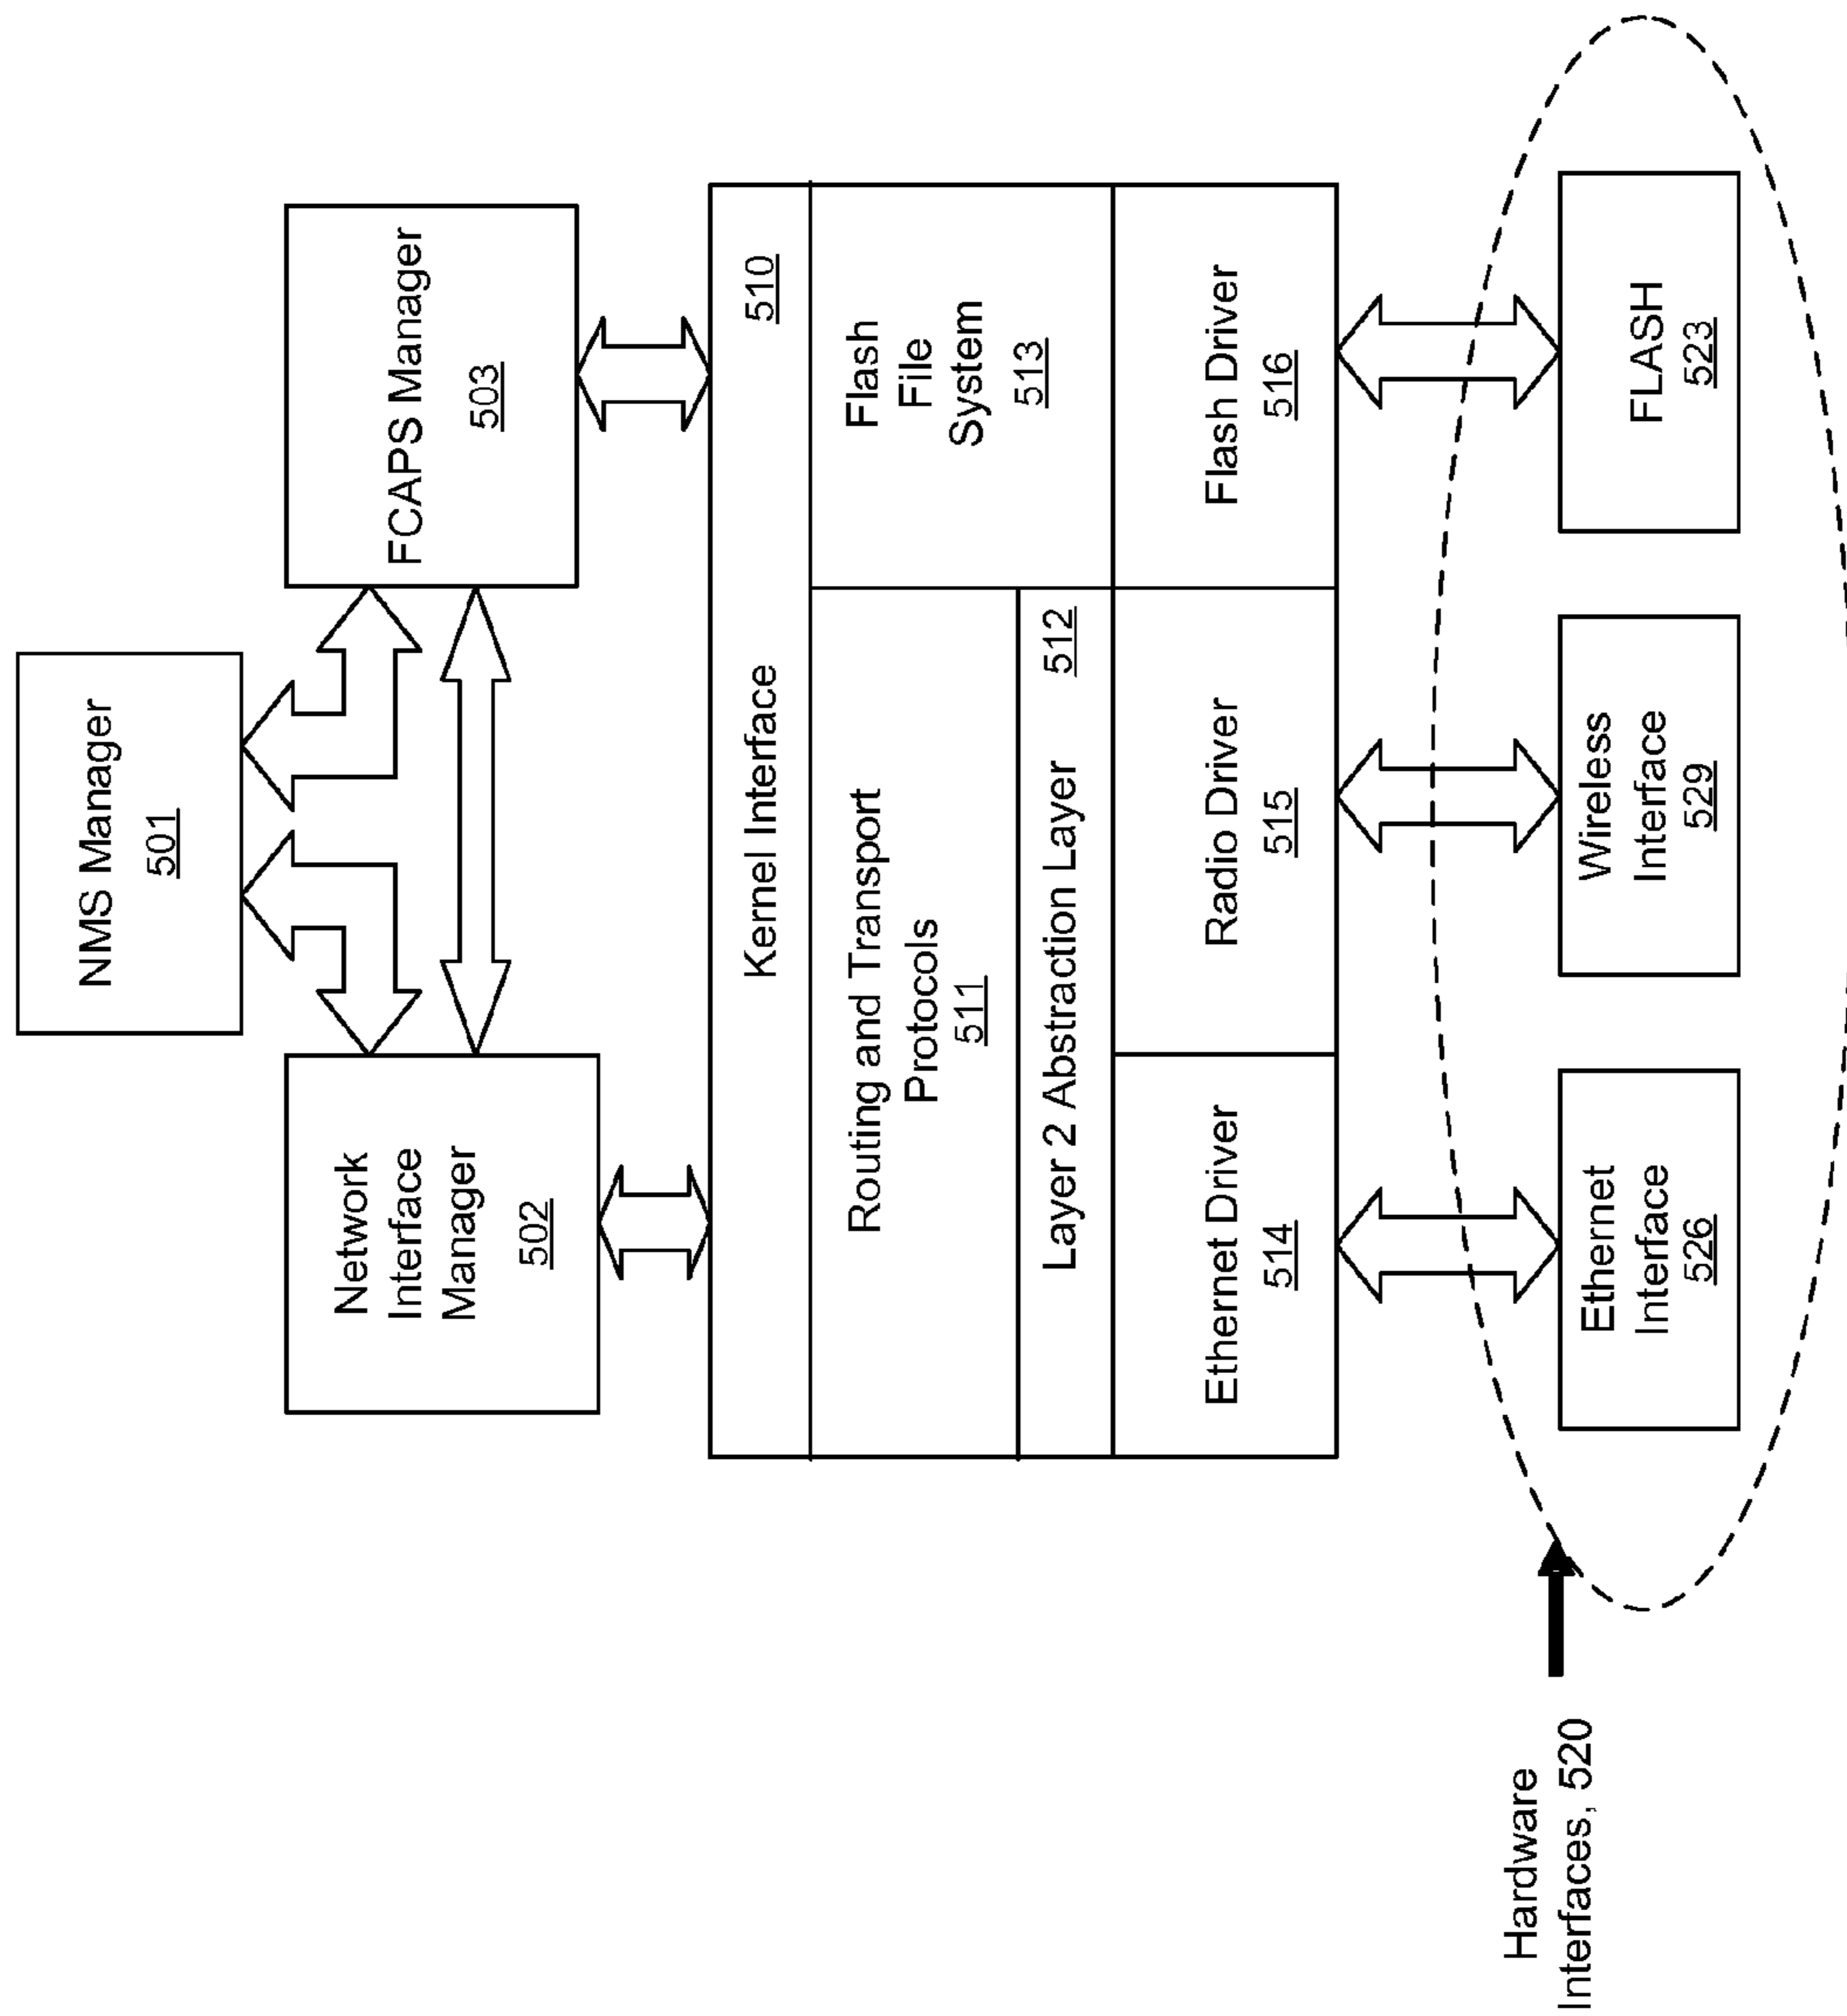 NMS Manager
501
Network
Interface
Manager
502
FCAPS Manager
503
Kernel Interface
510
Routing and Transport
Protocols
511
Flash
File
System
513
Layer 2 Abstraction Layer
512
Ethernet Driver
514
Radio Driver
515
Flash Driver
516
Hardware
Interfaces, 520
Ethernet
Interface
526
Wireless
Interface
529
FLASH
523